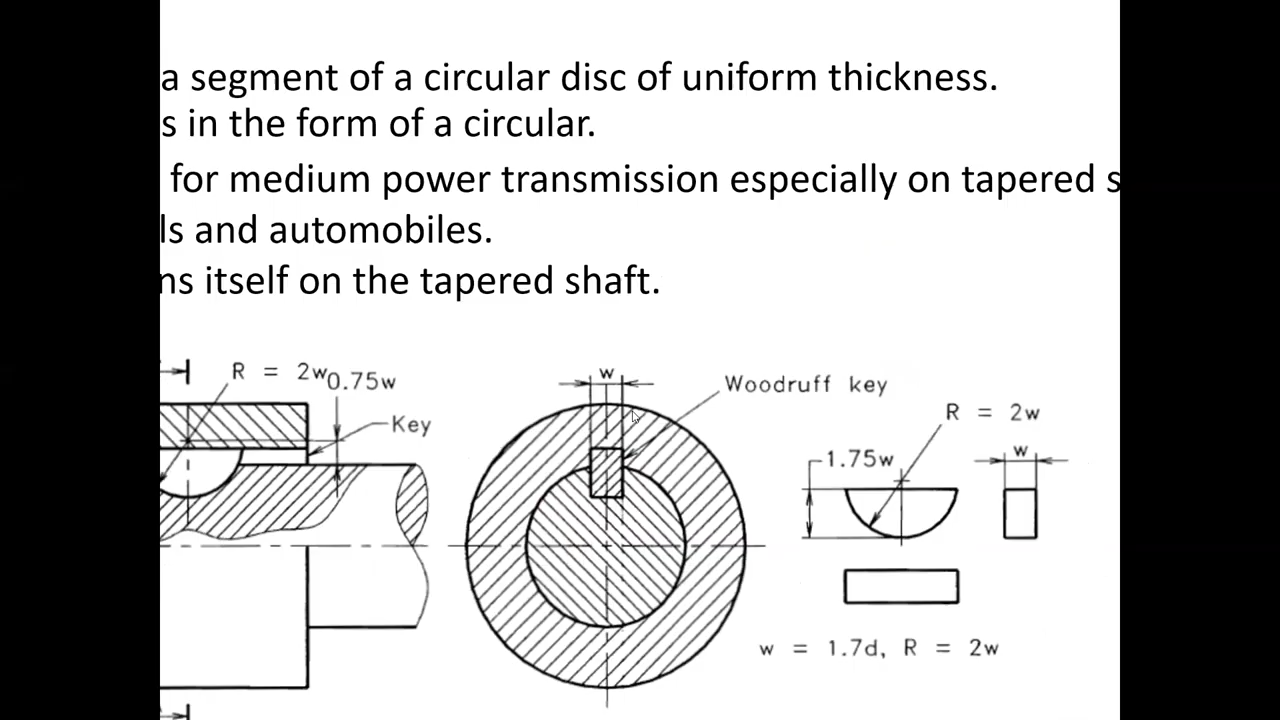 a segment of a circular disc of uniform thickness.
s in the form of a circular.
for medium power transmission especially on tapered s
ls and automobiles.
ns itself on the tapered shaft.
R = 2w
0.75w
Key
w
Woodruff key
R = 2w
1.75w
w
w = 1.7d, R = 2w